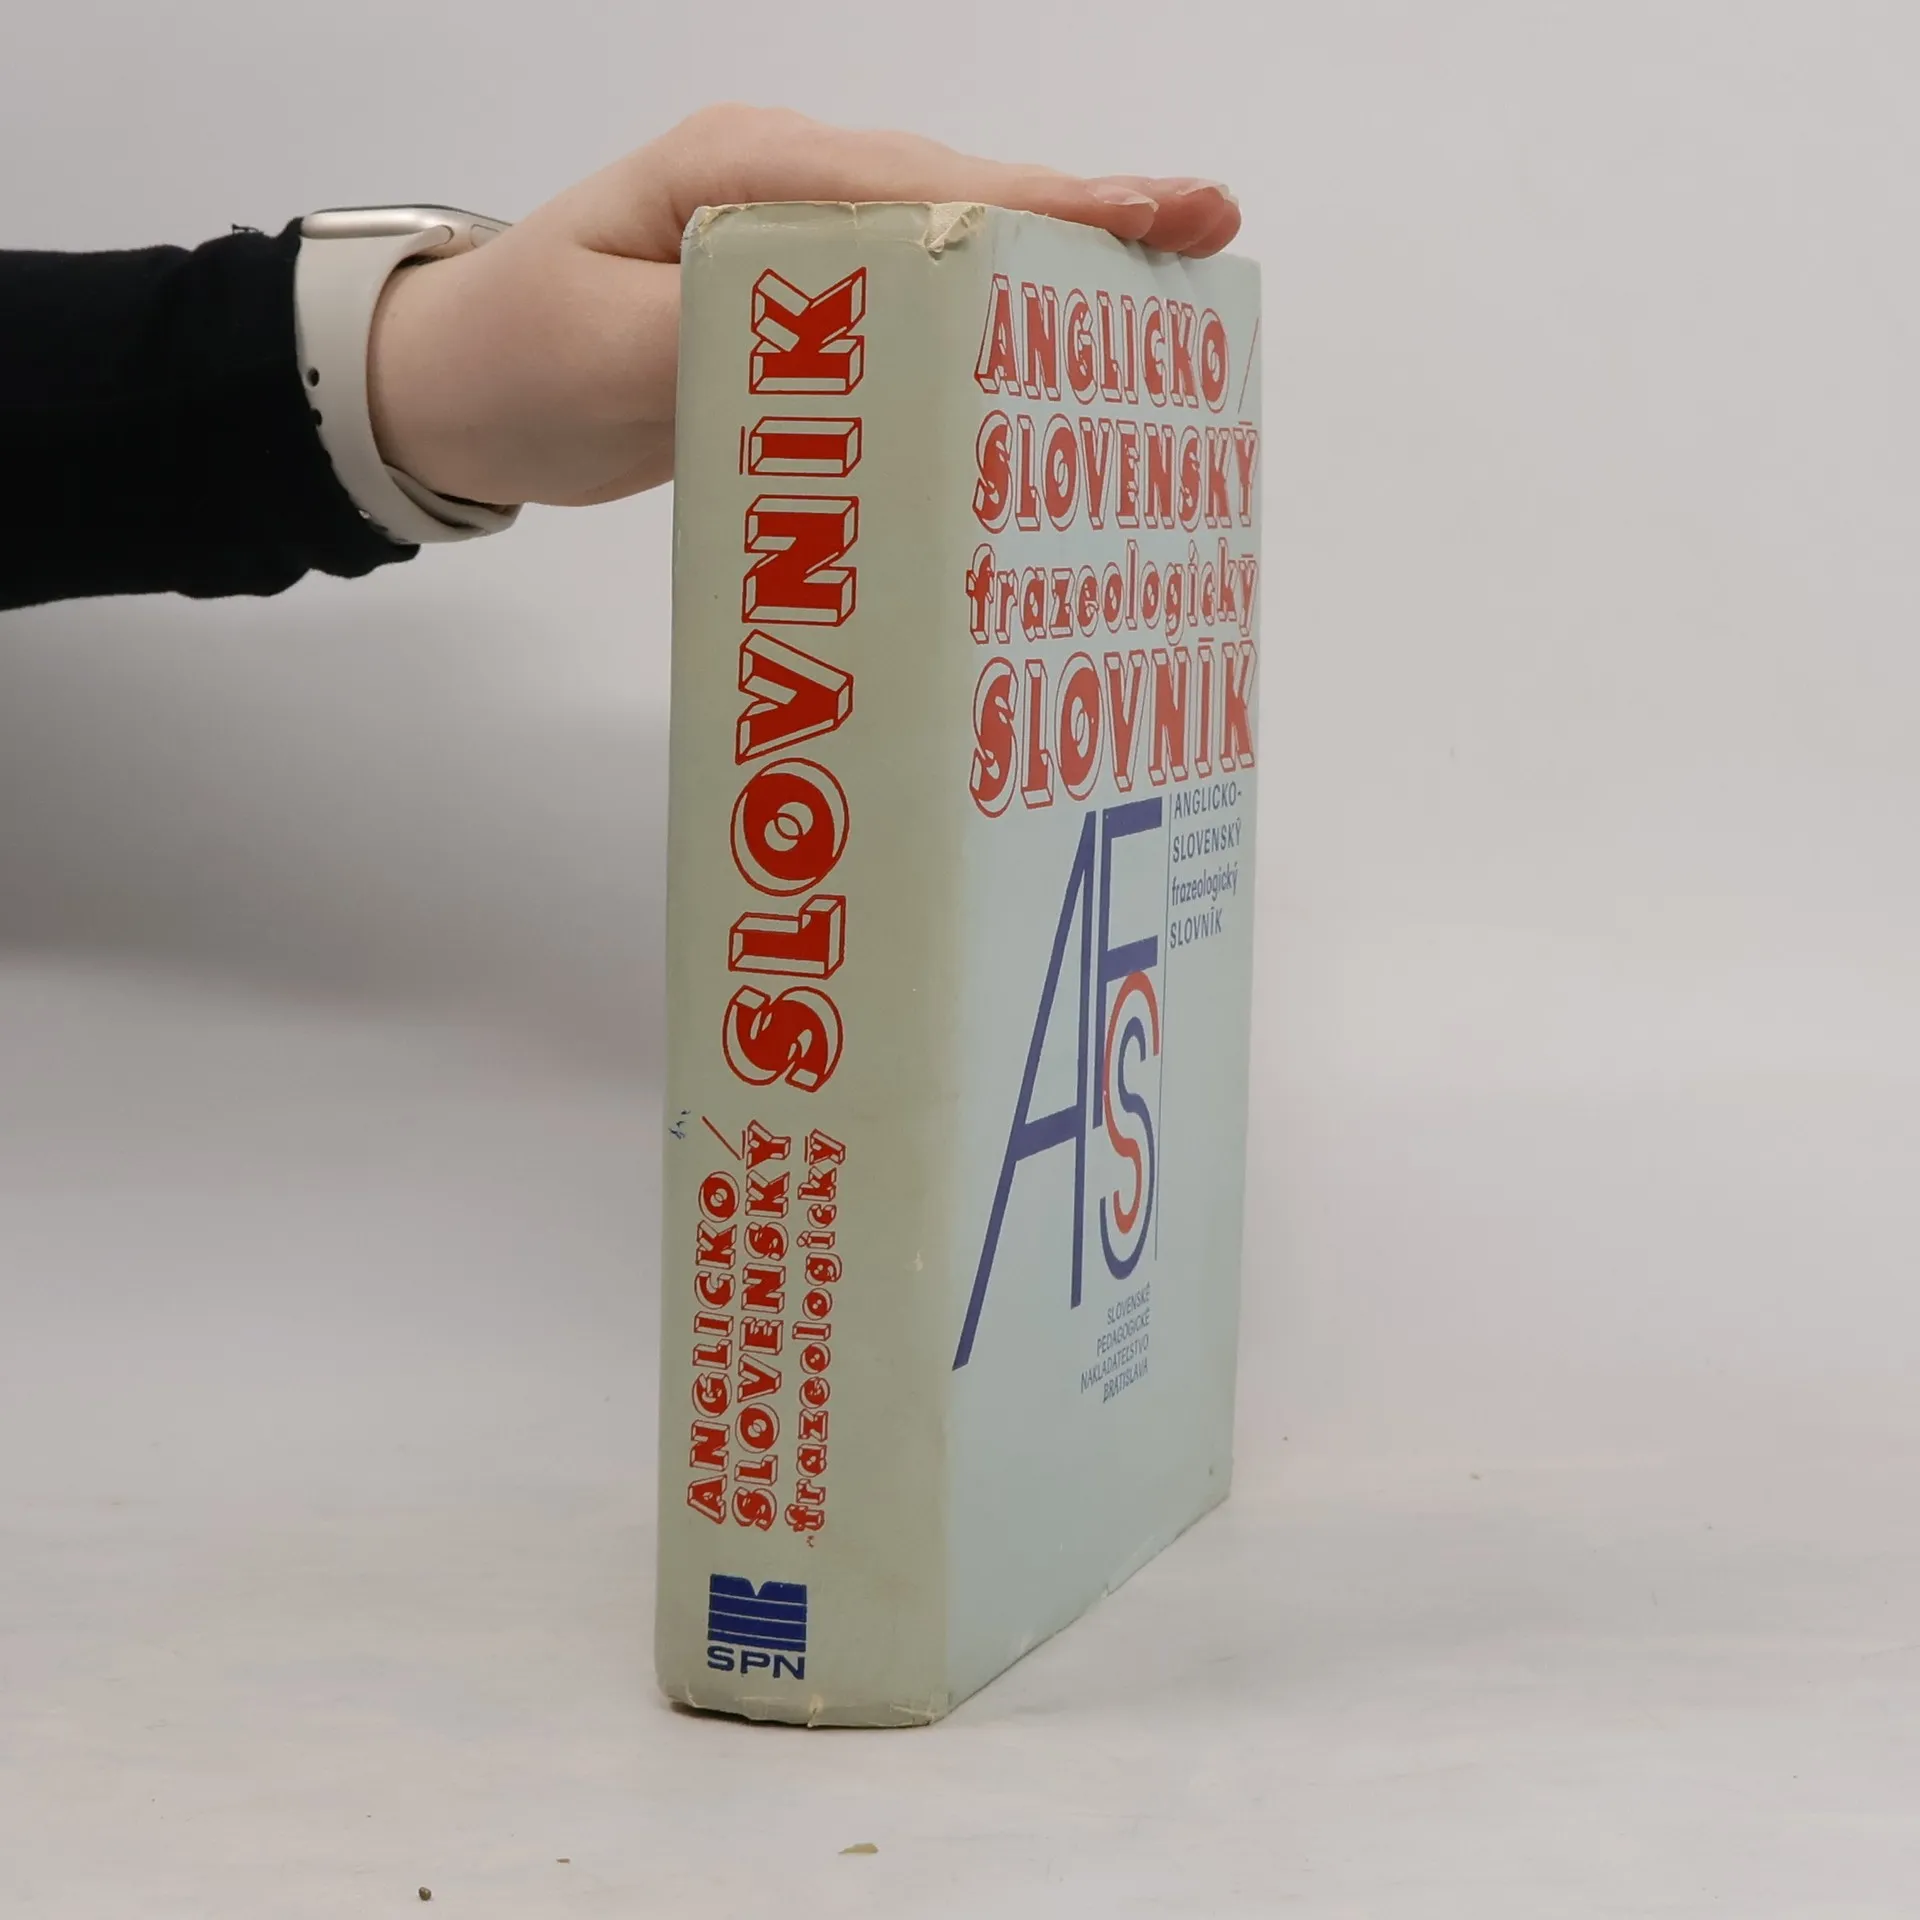 SLOVNÍK
ANGLICKO/
SLOVENSKÝ
frazeologický
SPN
ANGLICKO/
SLOVENSKÝ
frazeologický
SLOVNÍK
AFS
ANGLICKO-
SLOVENSKÝ
frazeologický
SLOVNÍK
SLOVENSKÉ
PEDAGOGICKÉ
NAKLADATEĽSTVO
BRATISLAVA